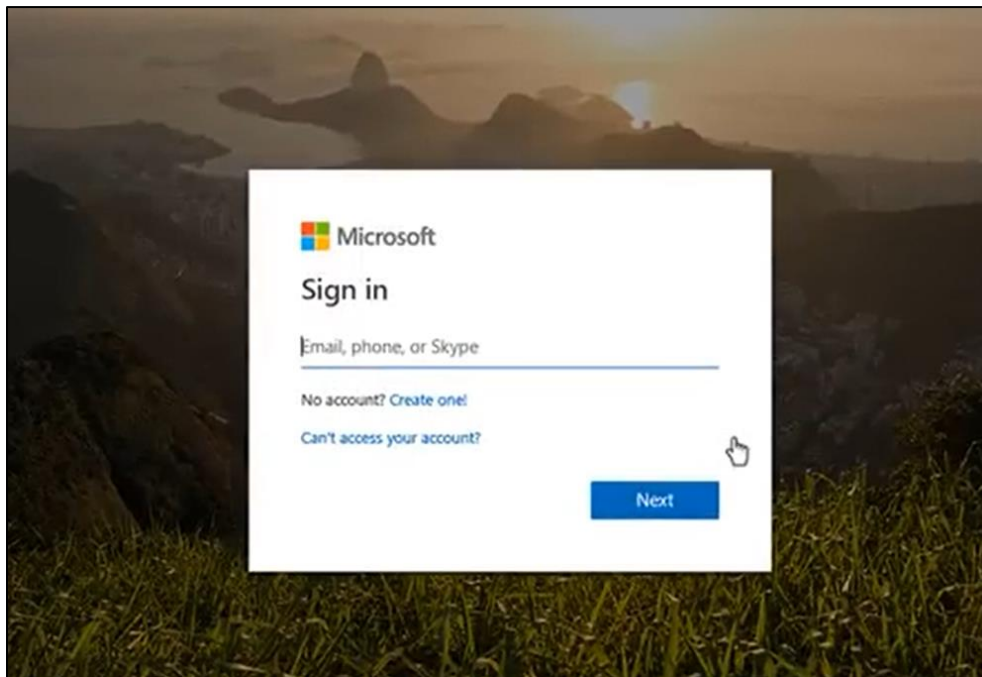 Microsoft
Sign in
Email, phone, or Skype
No account? Create one!
Can't access your account?
Next